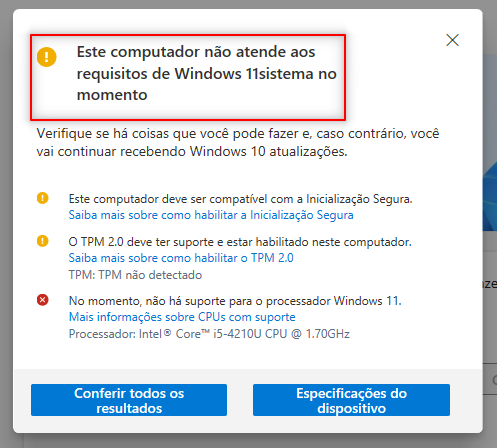 Este computador não atende aos
requisitos de Windows 11sistema no
momento
Verifique se há coisas que você pode fazer e, caso contrário, você
vai continuar recebendo Windows 10 atualizações.
Este computador deve ser compatível com a Inicialização Segura.
Saiba mais sobre como habilitar a Inicialização Segura
O TPM 2.0 deve ter suporte e estar habilitado neste computador.
Saiba mais sobre como habilitar o TPM 2.0
TPM: TPM não detectado
No momento, não há suporte para o processador Windows 11.
Mais informações sobre CPUs com suporte
Processador: Intel® Core™ i5-4210U CPU @ 1.70GHz
Conferir todos os
resultados
Especificações do
dispositivo